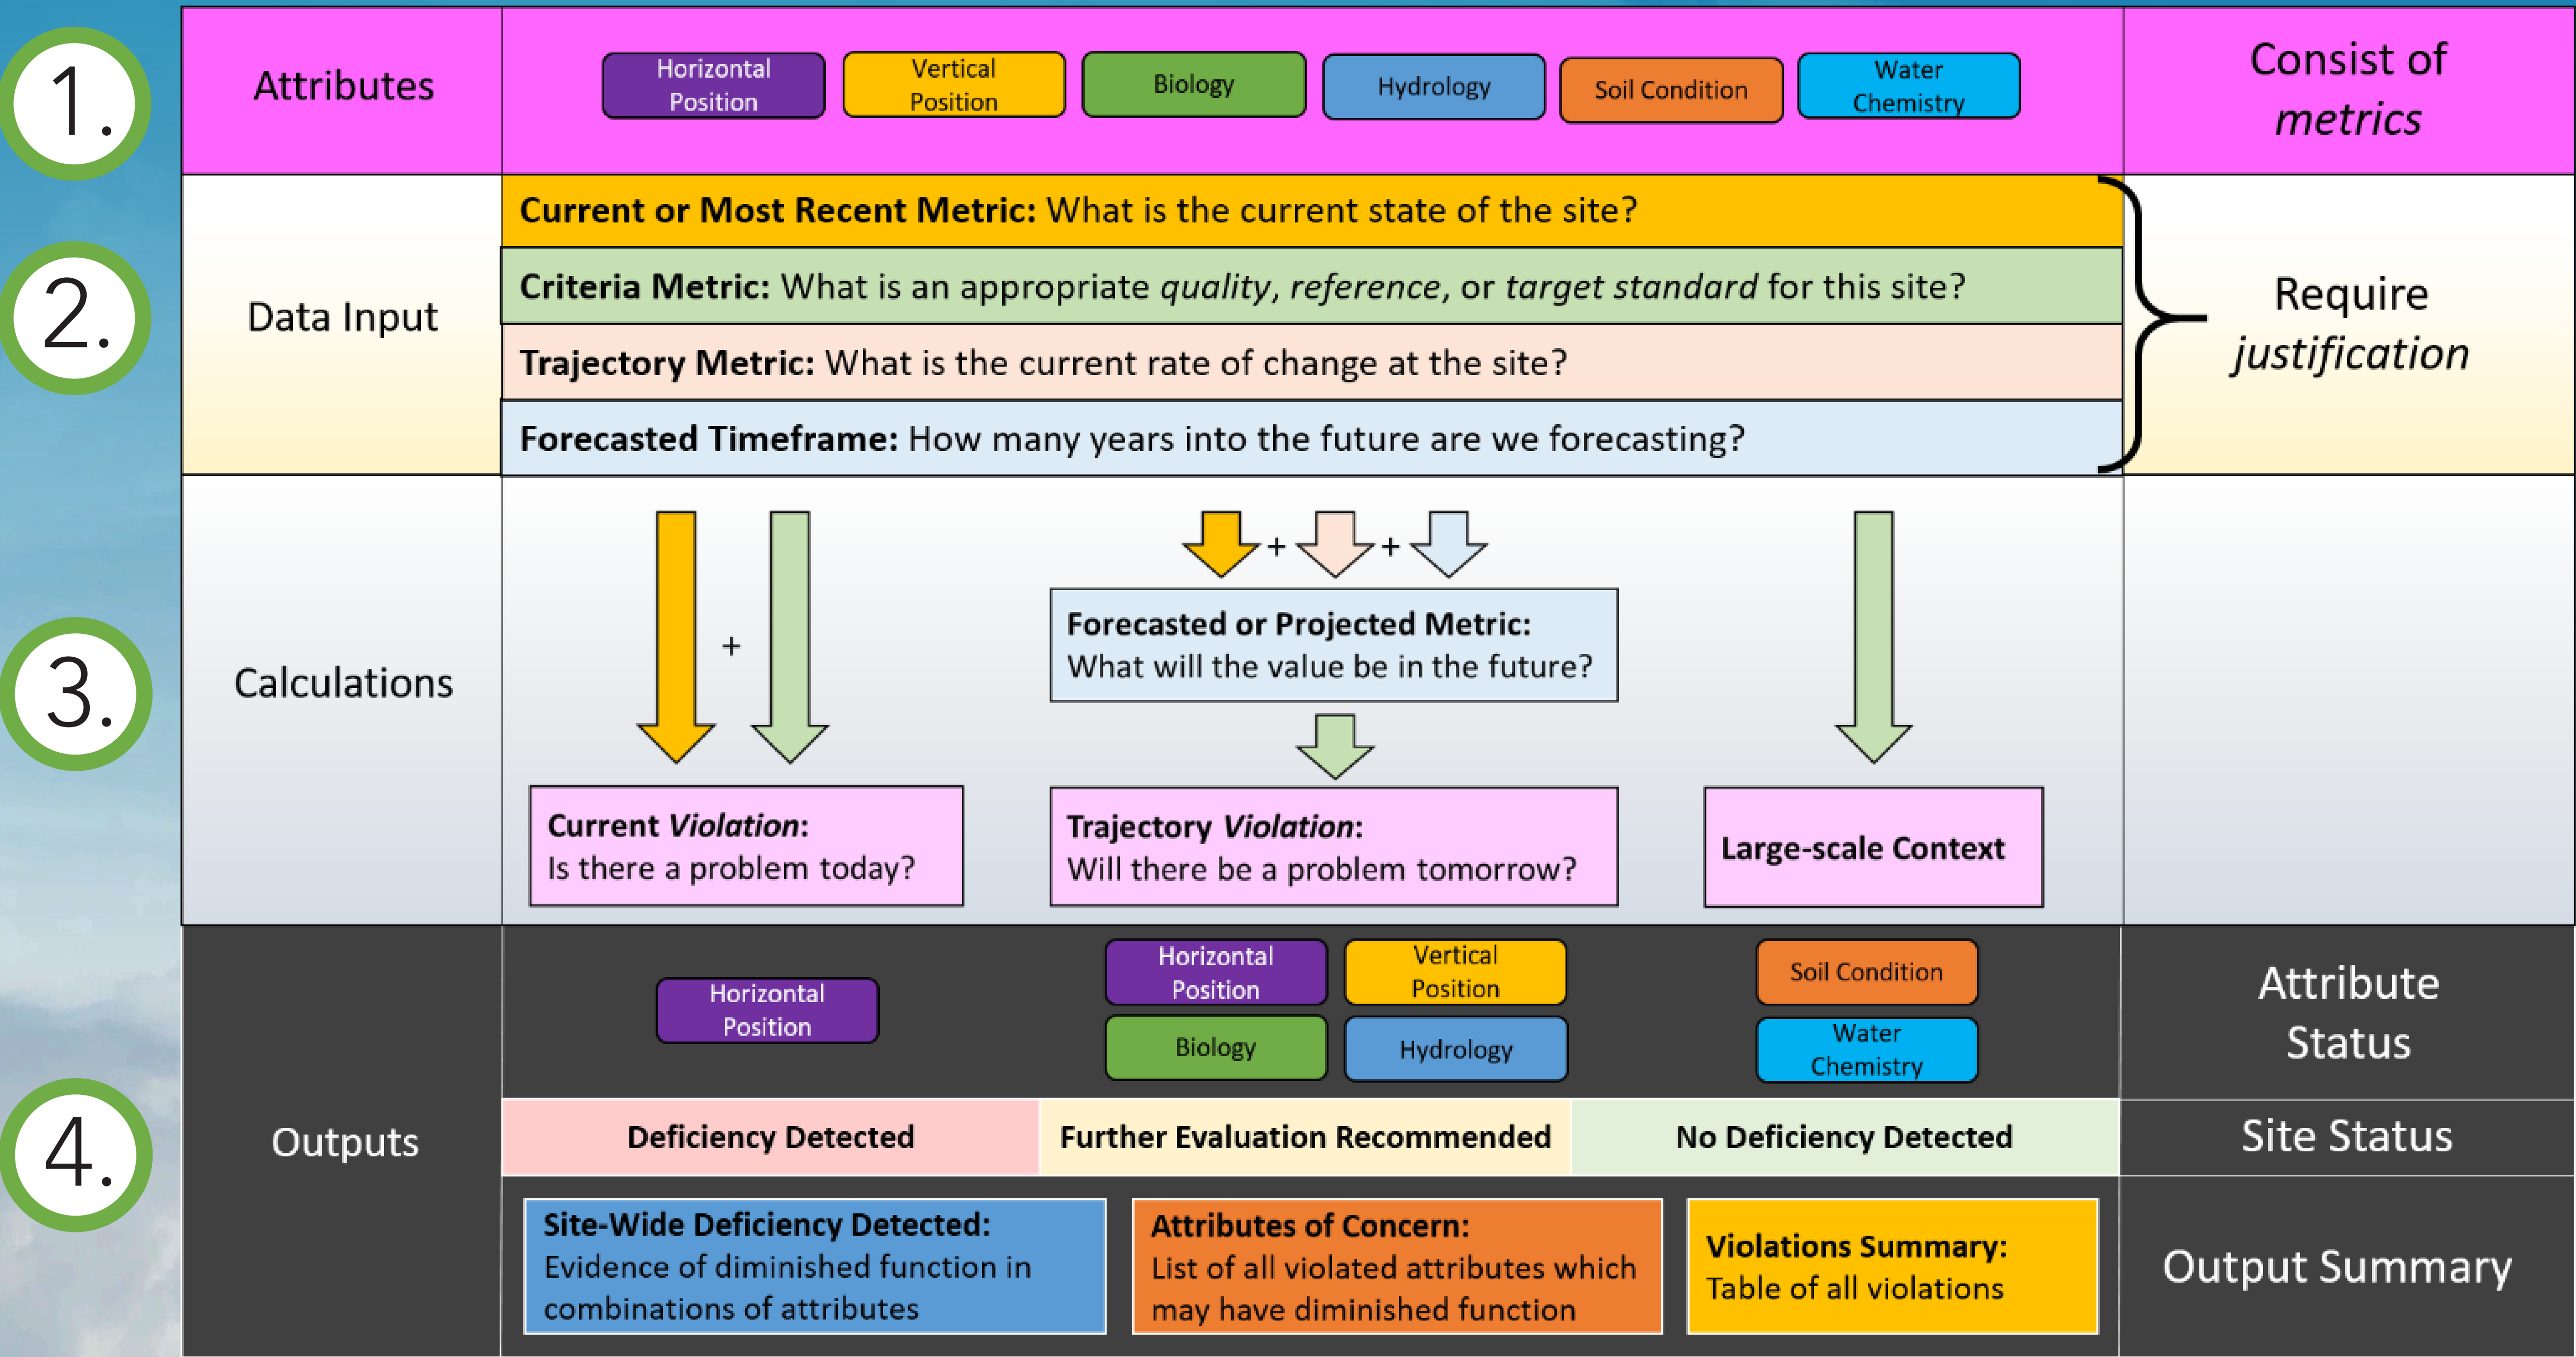 1.
Attributes
Horizontal
Position
Vertical
Position
Biology
Hydrology
Soil Condition
Water
Chemistry
Consist of
metrics
2.
Data Input
Current or Most Recent Metric: What is the current state of the site?
Criteria Metric: What is an appropriate quality, reference, or target standard for this site?
Trajectory Metric: What is the current rate of change at the site?
Forecasted Timeframe: How many years into the future are we forecasting?
Require
justification
3.
Calculations
+
+
+
Forecasted or Projected Metric:
What will the value be in the future?
Current Violation:
Is there a problem today?
Trajectory Violation:
Will there be a problem tomorrow?
Large-scale Context
4.
Outputs
Horizontal
Position
Horizontal
Position
Vertical
Position
Biology
Hydrology
Soil Condition
Water
Chemistry
Attribute
Status
Deficiency Detected
Further Evaluation Recommended
No Deficiency Detected
Site Status
Site-Wide Deficiency Detected:
Evidence of diminished function in
combinations of attributes
Attributes of Concern:
List of all violated attributes which
may have diminished function
Violations Summary:
Table of all violations
Output Summary